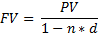 FV = PV / 1 − n * d